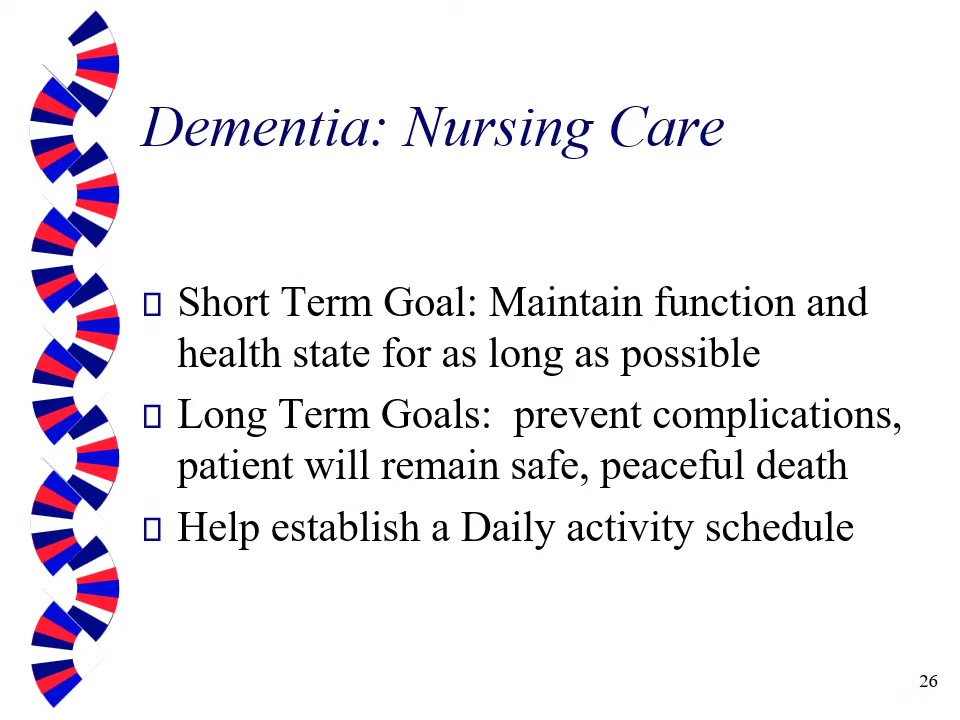 Dementia: Nursing Care
Short Term Goal: Maintain function and
health state for as long as possible
Long Term Goals:  prevent complications,
patient will remain safe, peaceful death
Help establish a Daily activity schedule
26